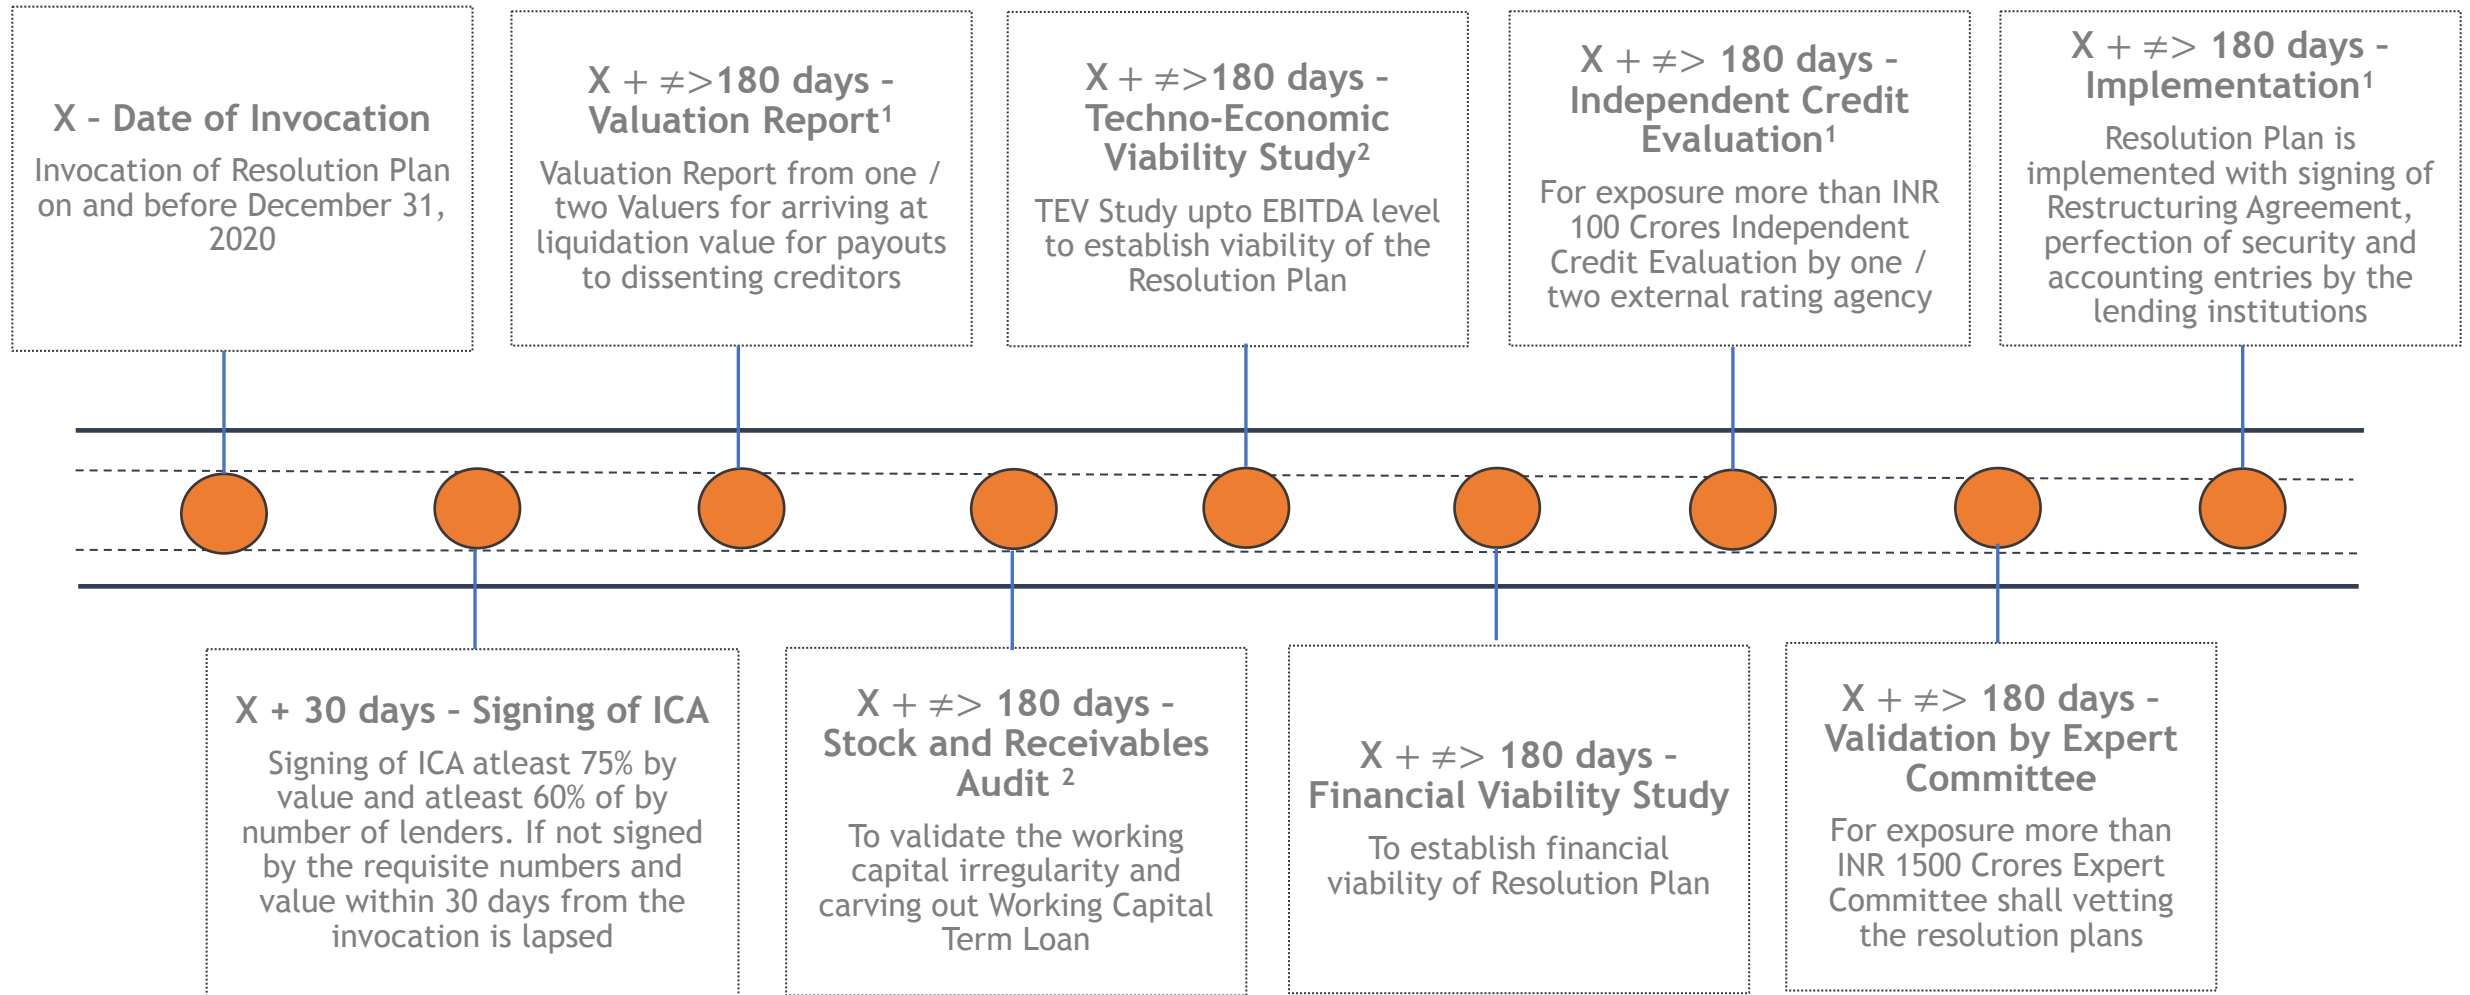 X – Date of Invocation
Invocation of Resolution Plan
on and before December 31,
2020
X + ≠>180 days –
Valuation Report¹
Valuation Report from one /
two Valuers for arriving at
liquidation value for payouts
to dissenting creditors
X + ≠>180 days –
Techno-Economic
Viability Study²
TEV Study upto EBITDA level
to establish viability of the
Resolution Plan
X + ≠> 180 days –
Independent Credit
Evaluation¹
For exposure more than INR
100 Crores Independent
Credit Evaluation by one /
two external rating agency
X + ≠> 180 days –
Implementation¹
Resolution Plan is
implemented with signing of
Restructuring Agreement,
perfection of security and
accounting entries by the
lending institutions
X + 30 days – Signing of ICA
Signing of ICA atleast 75% by
value and atleast 60% of by
number of lenders. If not signed
by the requisite numbers and
value within 30 days from the
invocation is lapsed
X + ≠> 180 days –
Stock and Receivables
Audit ²
To validate the working
capital irregularity and
carving out Working Capital
Term Loan
X + ≠> 180 days –
Financial Viability Study
To establish financial
viability of Resolution Plan
X + ≠> 180 days –
Validation by Expert
Committee
For exposure more than
INR 1500 Crores Expert
Committee shall vetting
the resolution plans